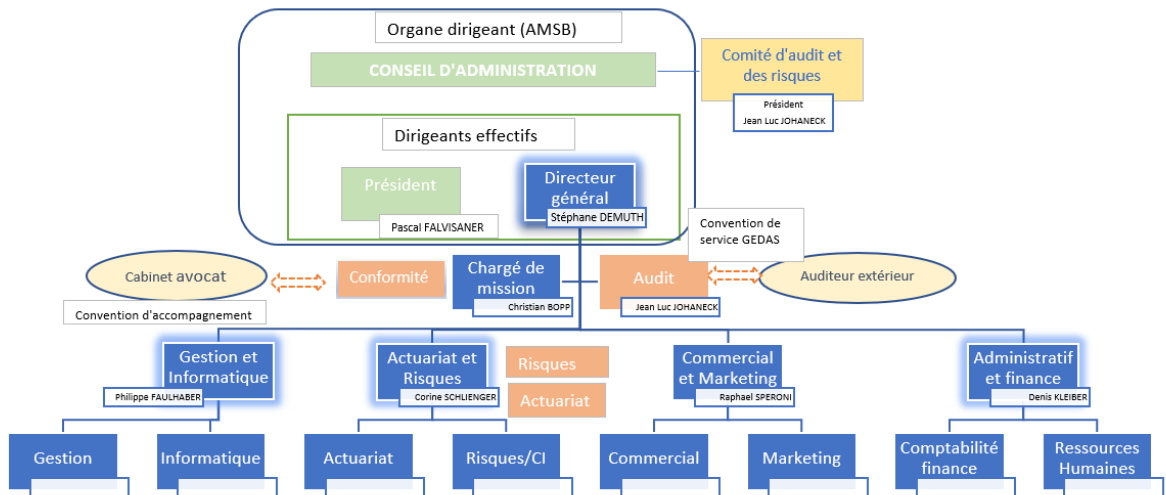 Organe dirigeant (AMSB)
CONSEIL D'ADMINISTRATION
Comité d'audit et
des risques
Président
Jean Luc JOHANECK
Dirigeants effectifs
Président
Pascal FALVISANER
Directeur
général
Stéphane DEMUTH
Convention de
service GEDAS
Cabinet avocat
Conformité
Chargé de
mission
Christian BOPP
Audit
Jean Luc JOHANECK
Auditeur extérieur
Convention d'accompagnement
Gestion et
Informatique
Philippe FAULHABER
Actuariat et
Risques
Corine SCHLIENGER
Risques
Actuariat
Commercial
et Marketing
Raphael SPERONI
Administratif
et finance
Denis KLEIBER
Gestion
Informatique
Actuariat
Risques/CI
Commercial
Marketing
Comptabilité
finance
Ressources
Humaines